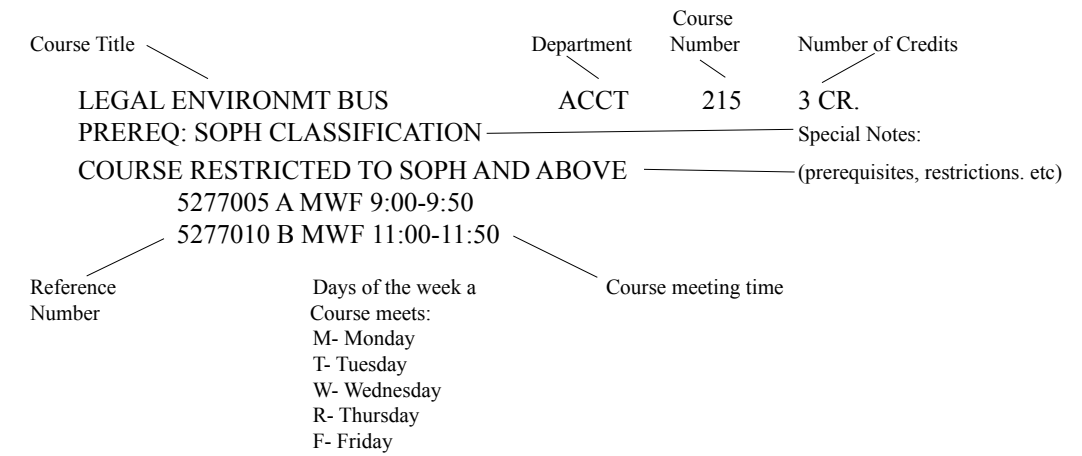 Course Title
Department
Course
Number
Number of Credits
LEGAL ENVIRONMT BUS ACCT 215 3 CR.
PREREQ: SOPH CLASSIFICATION
Special Notes:
COURSE RESTRICTED TO SOPH AND ABOVE
(prerequisites, restrictions. etc)
5277005 A MWF 9:00-9:50
5277010 B MWF 11:00-11:50
Reference
Number
Days of the week a
Course meets:
M- Monday
T- Tuesday
W- Wednesday
R- Thursday
F- Friday
Course meeting time